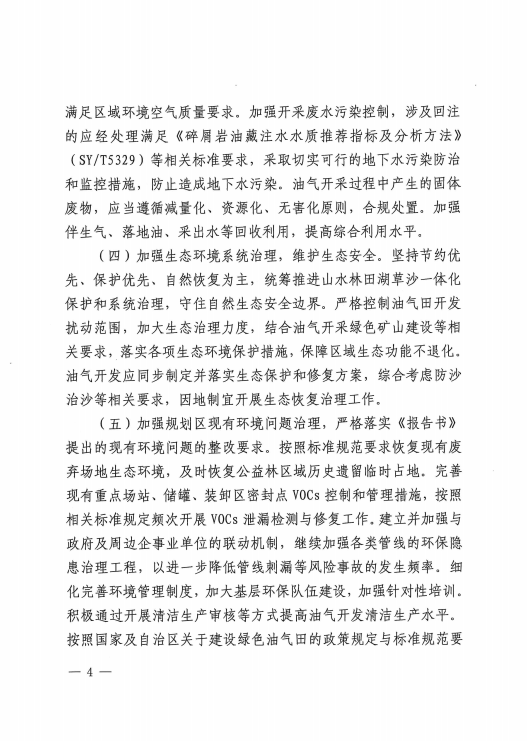 满足区域环境空气质量要求。加强开采废水污染控制，涉及回注
的应经处理满足《碎屑岩油藏注水水质推荐指标及分析方法》
（SY/T5329）等相关标准要求，采取切实可行的地下水污染防治
和监控措施，防止造成地下水污染。油气开采过程中产生的固体
废物，应当遵循减量化、资源化、无害化原则，合规处置。加强
伴生气、落地油、采出水等回收利用，提高综合利用水平。
（四）加强生态环境系统治理，维护生态安全。坚持节约优
先、保护优先、自然恢复为主，统筹推进山水林田湖草沙一体化
保护和系统治理，守住自然生态安全边界。严格控制油气田开发
扰动范围，加大生态治理力度，结合油气开采绿色矿山建设等相
关要求，落实各项生态环境保护措施，保障区域生态功能不退化。
油气开发应同步制定并落实生态保护和修复方案，综合考虑防沙
治沙等相关要求，因地制宜开展生态恢复治理工作。
（五）加强规划区现有环境问题治理，严格落实《报告书》
提出的现有环境问题的整改要求。按照标准规范要求恢复现有废
弃场地生态环境，及时恢复公益林区域历史遗留临时占地。完善
现有重点场站、储罐、装卸区密封点 VOCs 控制和管理措施，按照
相关标准规定频次开展 VOCs 泄漏检测与修复工作。建立并加强与
政府及周边企事业单位的联动机制，继续加强各类管线的环保隐
患治理工程，以进一步降低管线刺漏等风险事故的发生频率。细
化完善环境管理制度，加大基层环保队伍建设，加强针对性培训。
积极通过开展清洁生产审核等方式提高油气开发清洁生产水平。
按照国家及自治区关于建设绿色油气田的政策规定与标准规范要
— 4 —